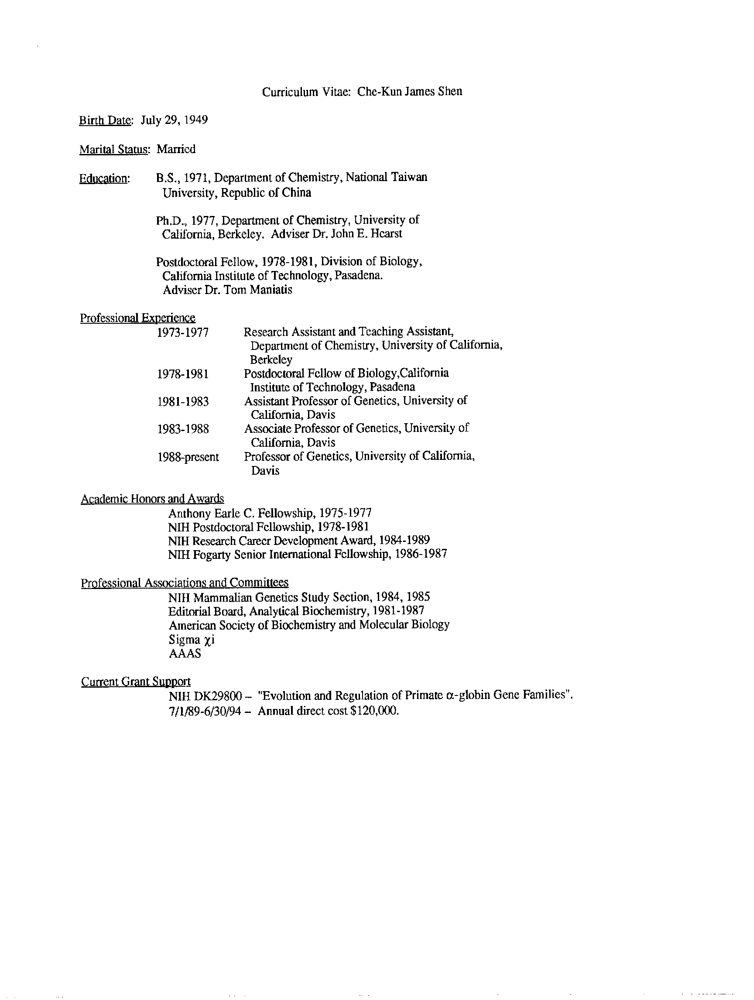 Curriculum Vitae: Che-Kun James Shen
Birth Date: July 29, 1949
Marital Status: Married
Education: B.S., 1971, Department of Chemistry, National Taiwan
University, Republic of China
Ph.D., 1977, Department of Chemistry, University of
California, Berkeley. Adviser Dr. John E. Hearst
Postdoctoral Fellow, 1978-1981, Division of Biology,
California Institute of Technology, Pasadena.
Adviser Dr. Tom Maniatis
Professional Experience
1973-1977 Research Assistant and Teaching Assistant,
Department of Chemistry, University of California,
Berkeley
1978-1981 Postdoctoral Fellow of Biology,California
Institute of Technology, Pasadena
1981-1983 Assistant Professor of Genetics, University of
California, Davis
1983-1988 Associate Professor of Genetics, University of
California, Davis
1988-present Professor of Genetics, University of California,
Davis
Academic Honors and Awards
Anthony Earle C. Fellowship, 1975-1977
NIH Postdoctoral Fellowship, 1978-1981
NIH Research Career Development Award, 1984-1989
NIH Fogarty Senior International Fellowship, 1986-1987
Professional Associations and Committees
NIH Mammalian Genetics Study Section, 1984, 1985
Editorial Board, Analytical Biochemistry, 1981-1987
American Society of Biochemistry and Molecular Biology
Sigma χi
AAAS
Current Grant Support
NIH DK29800 – "Evolution and Regulation of Primate α-globin Gene Families".
7/1/89-6/30/94 – Annual direct cost $120,000.